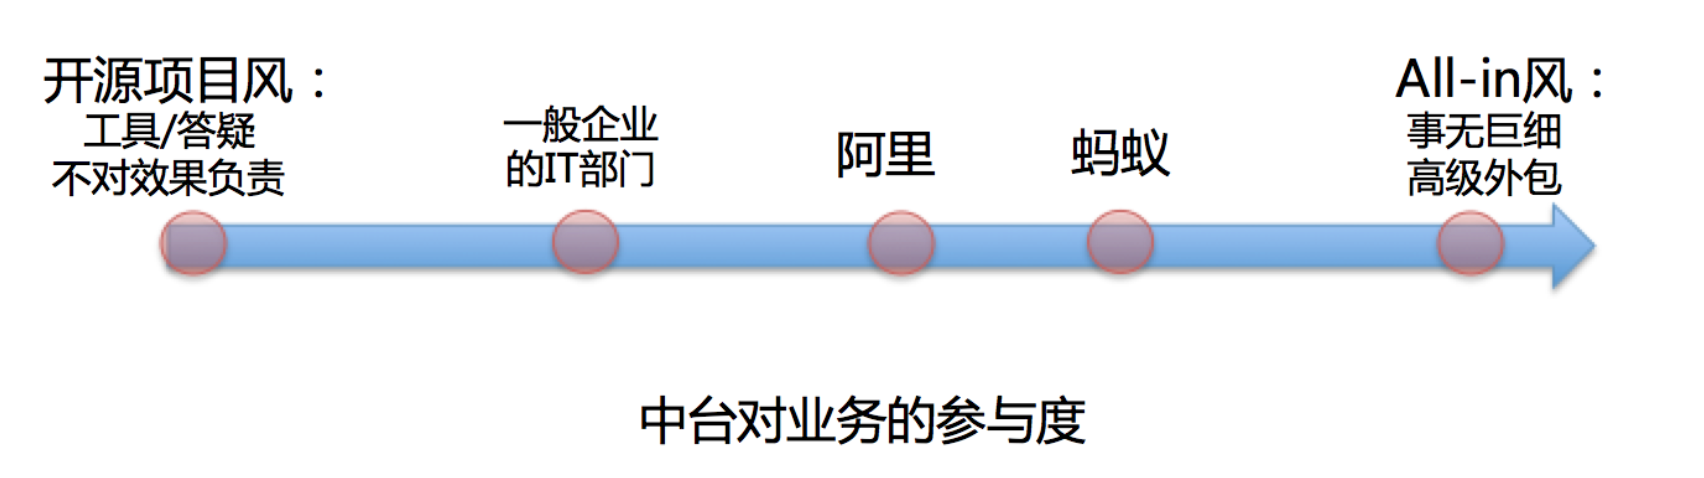 开源项目风：
工具/答疑
不对效果负责
一般企业
的IT部门
阿里
蚂蚁
All-in风：
事无巨细
高级外包
中台对业务的参与度